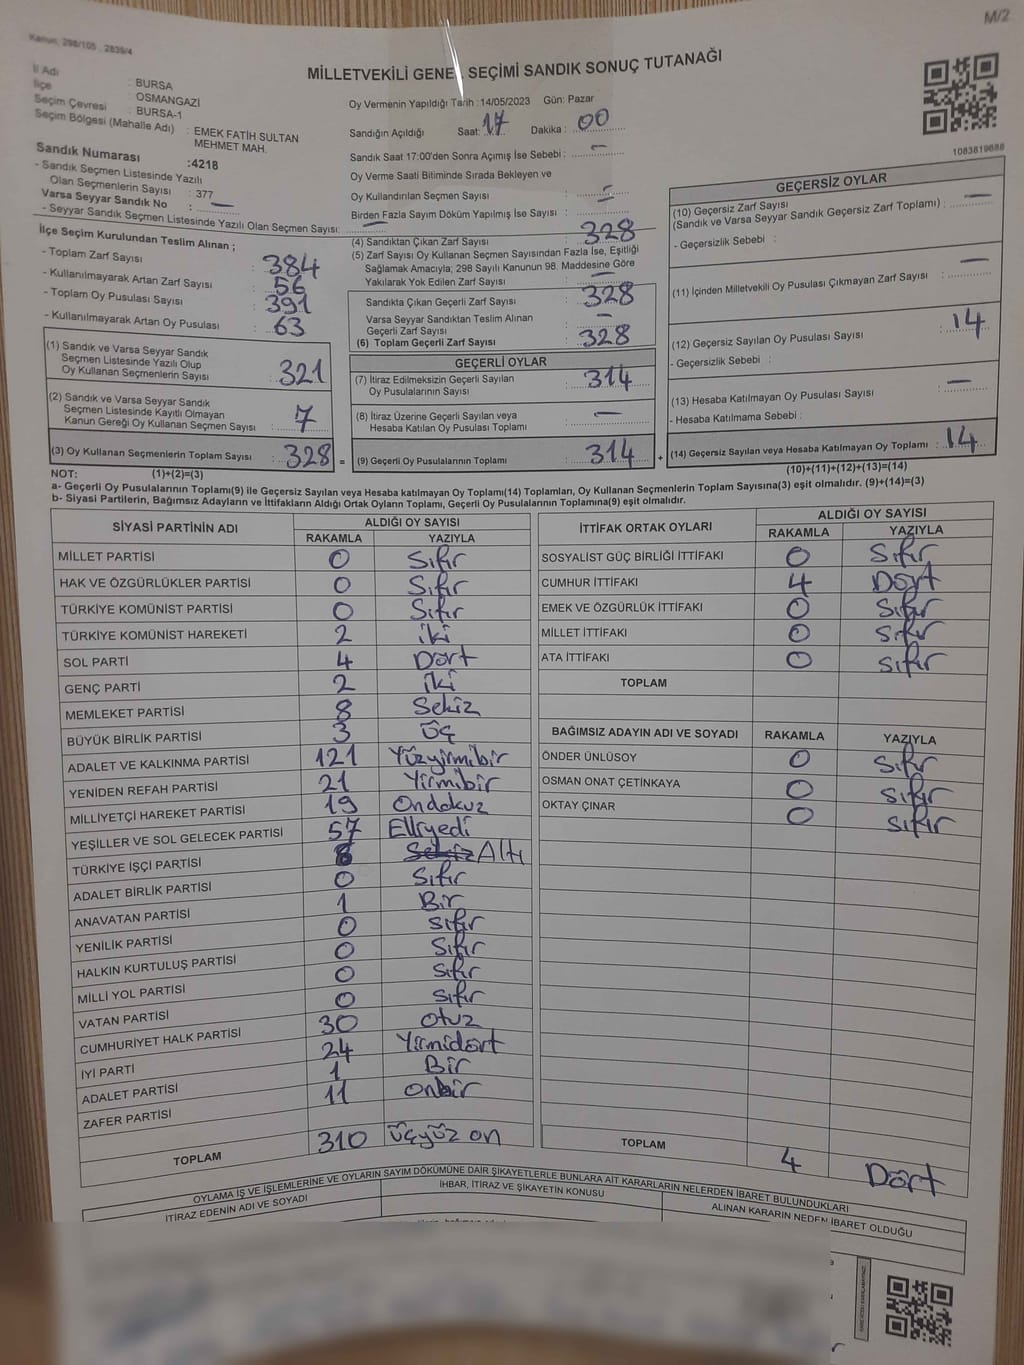 M/2
Kanun, 298/105 , 2839/4
MİLLETVEKİLİ GENEL SEÇİMİ SANDIK SONUÇ TUTANAĞI
İl Adı : BURSA
İlçe : OSMANGAZİ
Seçim Çevresi : BURSA-1
Seçim Bölgesi (Mahalle Adı) : EMEK FATİH SULTAN MEHMET MAH.
Sandık Numarası :4218
- Sandık Seçmen Listesinde Yazılı
Olan Seçmenlerin Sayısı : 377
Varsa Seyyar Sandık No : —
- Seyyar Sandık Seçmen Listesinde Yazılı Olan Seçmen Sayısı: —
İlçe Seçim Kurulundan Teslim Alınan ;
- Toplam Zarf Sayısı : 384
- Kullanılmayarak Artan Zarf Sayısı : 56
- Toplam Oy Pusulası Sayısı : 391
- Kullanılmayarak Artan Oy Pusulası : 63
(1) Sandık ve Varsa Seyyar Sandık
Seçmen Listesinde Yazılı Olup
Oy Kullanan Seçmenlerin Sayısı : 321
(2) Sandık ve Varsa Seyyar Sandık
Seçmen Listesinde Kayıtlı Olmayan
Kanun Gereği Oy Kullanan Seçmen Sayısı : 7
(3) Oy Kullanan Seçmenlerin Toplam Sayısı : 328 =
Oy Vermenin Yapıldığı Tarih :14/05/2023 Gün: Pazar
Sandığın Açıldığı Saat: 17 Dakika : 00
Sandık Saat 17:00'den Sonra Açımış İse Sebebi : —
Oy Verme Saati Bitiminde Sırada Bekleyen ve
Oy Kullandırılan Seçmen Sayısı : —
Birden Fazla Sayım Döküm Yapılmış İse Sayısı : —
(4) Sandıktan Çıkan Zarf Sayısı : 328
(5) Zarf Sayısı Oy Kullanan Seçmen Sayısından Fazla İse, Eşitliği
Sağlamak Amacıyla; 298 Sayılı Kanunun 98. Maddesine Göre
Yakılarak Yok Edilen Zarf Sayısı : —
Sandıkta Çıkan Geçerli Zarf Sayısı : 328
Varsa Seyyar Sandıktan Teslim Alınan
Geçerli Zarf Sayısı : —
(6) Toplam Geçerli Zarf Sayısı : 328
GEÇERLİ OYLAR
(7) İtiraz Edilmeksizin Geçerli Sayılan
Oy Pusulalarının Sayısı : 314
(8) İtiraz Üzerine Geçerli Sayılan veya
Hesaba Katılan Oy Pusulası Toplamı : —
(9) Geçerli Oy Pusulalarının Toplamı : 314 +
1083819688
GEÇERSİZ OYLAR
(10) Geçersiz Zarf Sayısı
(Sandık ve Varsa Seyyar Sandık Geçersiz Zarf Toplamı) : —
- Geçersizlik Sebebi :
(11) İçinden Milletvekili Oy Pusulası Çıkmayan Zarf Sayısı : —
(12) Geçersiz Sayılan Oy Pusulası Sayısı : 14
- Geçersizlik Sebebi :
(13) Hesaba Katılmayan Oy Pusulası Sayısı : —
- Hesaba Katılmama Sebebi :
(14) Geçersiz Sayılan veya Hesaba Katılmayan Oy Toplamı : 14
NOT: (1)+(2)=(3) (10)+(11)+(12)+(13)=(14)
a- Geçerli Oy Pusulalarının Toplamı(9) ile Geçersiz Sayılan veya Hesaba katılmayan Oy Toplamı(14) Toplamları, Oy Kullanan Seçmenlerin Toplam Sayısına(3) eşit olmalıdır. (9)+(14)=(3)
b- Siyasi Partilerin, Bağımsız Adayların ve İttifakların Aldığı Ortak Oyların Toplamı, Geçerli Oy Pusulalarının Toplamına(9) eşit olmalıdır.
SİYASİ PARTİNİN ADI ALDIĞI OY SAYISI
RAKAMLA YAZIYLA
MİLLET PARTİSİ 0 Sıfır
HAK VE ÖZGÜRLÜKLER PARTİSİ 0 Sıfır
TÜRKİYE KOMÜNİST PARTİSİ 0 Sıfır
TÜRKİYE KOMÜNİST HAREKETİ 2 iki
SOL PARTİ 4 Dört
GENÇ PARTİ 2 iki
MEMLEKET PARTİSİ 8 Sekiz
BÜYÜK BİRLİK PARTİSİ 3 Üç
ADALET VE KALKINMA PARTİSİ 121 Yüzyirmibir
YENİDEN REFAH PARTİSİ 21 Yirmibir
MİLLİYETÇİ HAREKET PARTİSİ 19 Ondokuz
YEŞİLLER VE SOL GELECEK PARTİSİ 57 Elliyedi
TÜRKİYE İŞÇİ PARTİSİ 6 Sekiz Altı
ADALET BİRLİK PARTİSİ 0 Sıfır
ANAVATAN PARTİSİ 1 Bir
YENİLİK PARTİSİ 0 sıfır
HALKIN KURTULUŞ PARTİSİ 0 Sıfır
MİLLİ YOL PARTİSİ 0 Sıfır
VATAN PARTİSİ 0 sıfır
CUMHURİYET HALK PARTİSİ 30 otuz
İYİ PARTİ 24 Yirmidört
ADALET PARTİSİ 1 Bir
ZAFER PARTİSİ 11 onbir
TOPLAM 310 üçyüz on
İTTİFAK ORTAK OYLARI ALDIĞI OY SAYISI
RAKAMLA YAZIYLA
SOSYALİST GÜÇ BİRLİĞİ İTTİFAKI 0 Sıfır
CUMHUR İTTİFAKI 4 Dört
EMEK VE ÖZGÜRLÜK İTTİFAKI 0 Sıfır
MİLLET İTTİFAKI 0 Sıfır
ATA İTTİFAKI 0 sıfır
TOPLAM
BAĞIMSIZ ADAYIN ADI VE SOYADI RAKAMLA YAZIYLA
ÖNDER ÜNLÜSOY 0 Sıfır
OSMAN ONAT ÇETİNKAYA 0 sıfır
OKTAY ÇINAR 0 sıfır
TOPLAM 4 Dört
OYLAMA İŞ VE İŞLEMLERİNE VE OYLARIN SAYIM DÖKÜMÜNE DAİR ŞİKAYETLERLE BUNLARA AİT KARARLARIN NELERDEN İBARET BULUNDUKLARI
İTİRAZ EDENİN ADI VE SOYADI İHBAR, İTİRAZ VE ŞİKAYETİN KONUSU ALINAN KARARIN NEDEN İBARET OLDUĞU